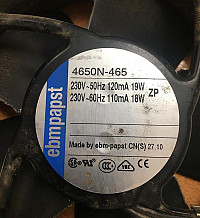 ebmpapst
4650N-465
230V~50Hz 120mA 19W
230V~60Hz 110mA 18W
ZP
Made by ebm-papst CN(S) 27.10